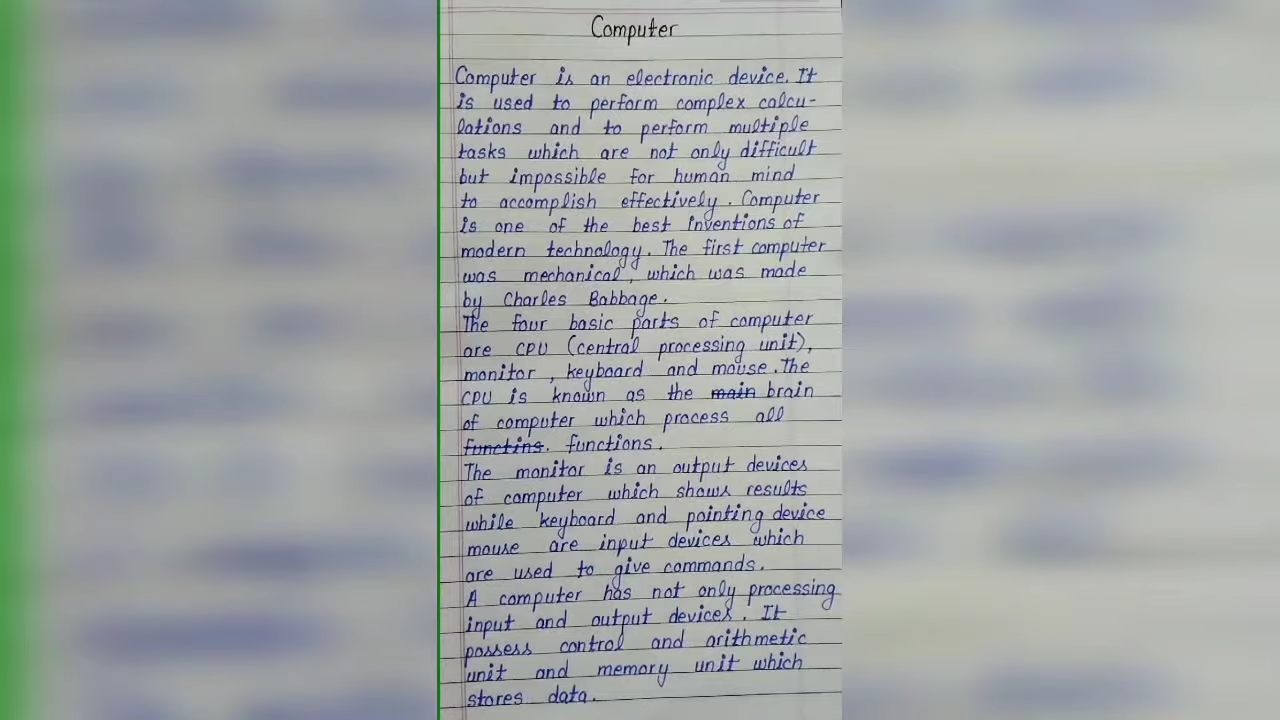 Computer
Computer is an electronic device. It
is used to perform complex calcu-
lations and to perform multiple
tasks which are not only difficult
but impossible for human mind
to accomplish effectively. Computer
is one of the best inventions of
modern technology. The first computer
was mechanical, which was made
by Charles Babbage.
The four basic parts of computer
are CPU (central processing unit),
monitor, keyboard and mouse. The
CPU is known as the main brain
of computer which process all
functins. functions.
The monitor is an output devices
of computer which shows results
while keyboard and pointing device
mouse are input devices which
are used to give commands.
A computer has not only processing
input and output devices. It
possess control and arithmetic
unit and memory unit which
stores data.